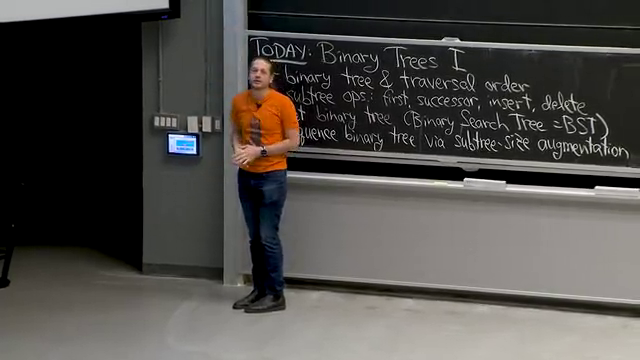 TODAY: Binary Trees I
- binary tree & traversal order
subtree ops: first, successor, insert, delete
binary tree (Binary Search Tree = BST)
binary tree via subtree-size augmentation